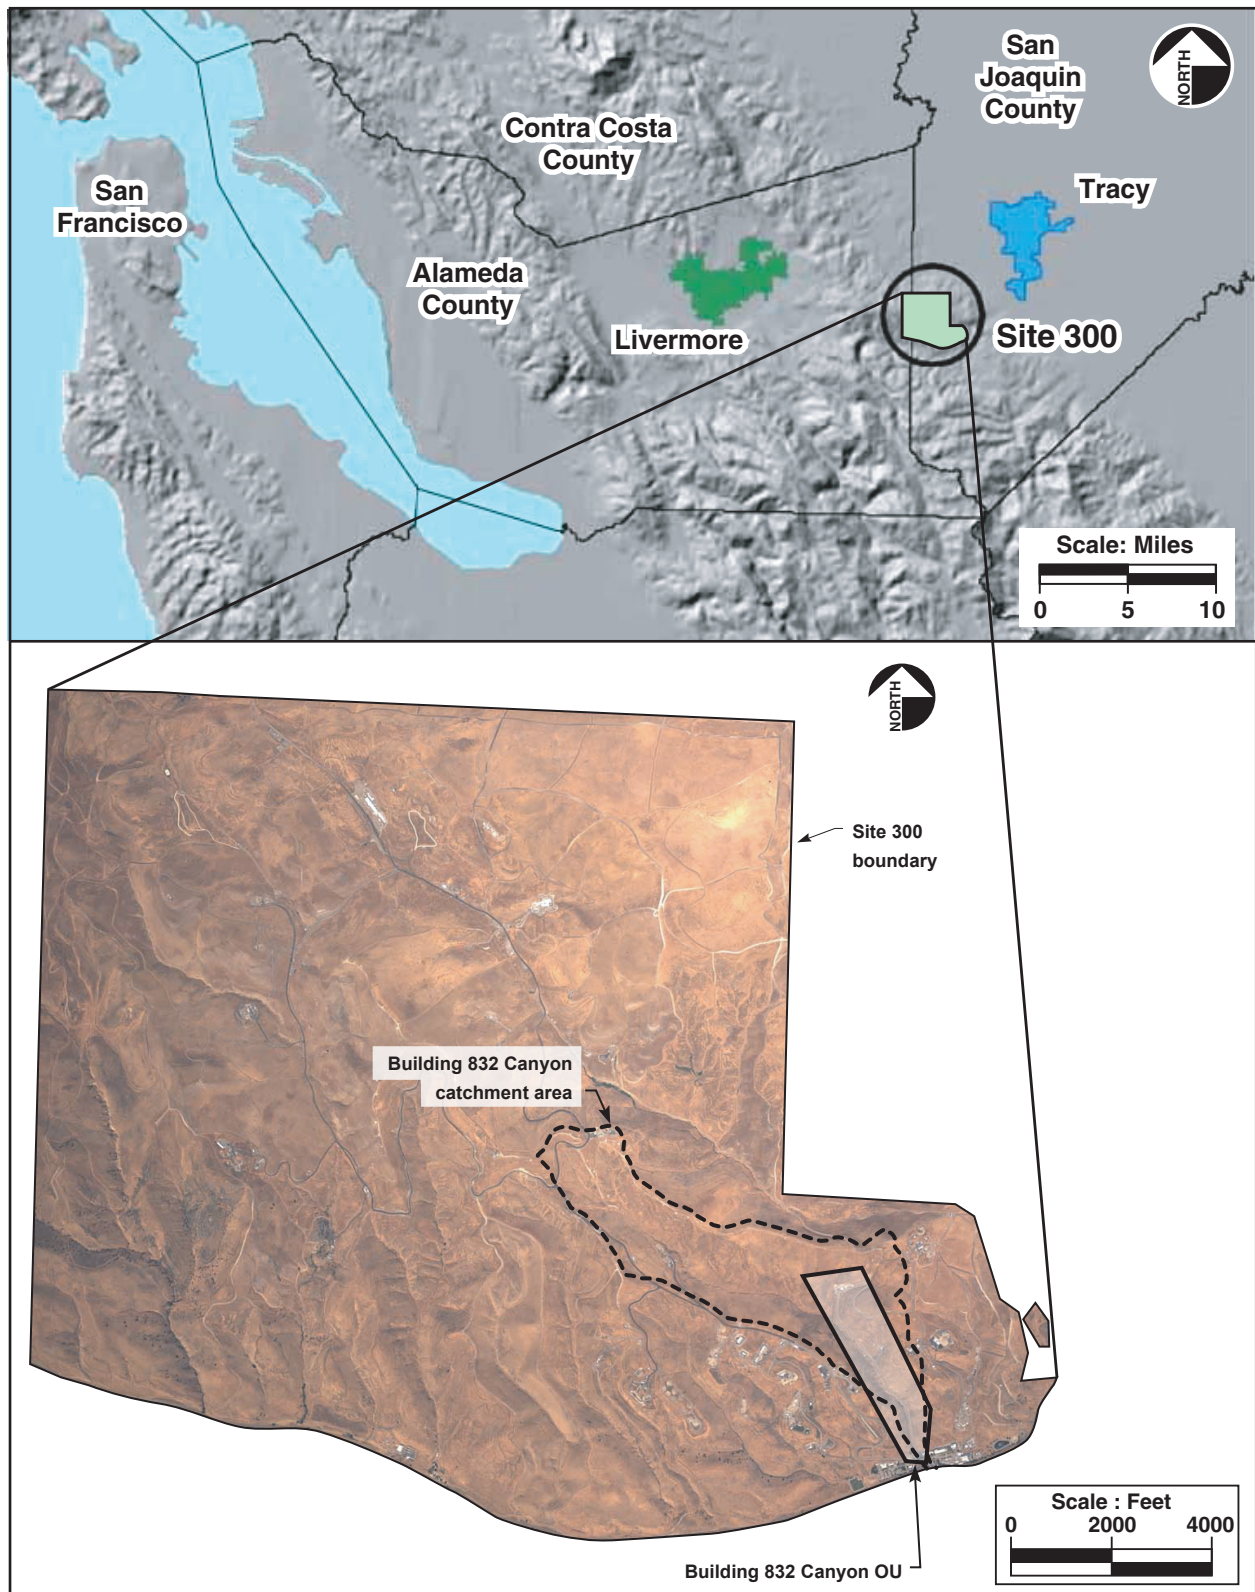 San
Joaquin
County
NORTH
Contra Costa
County
San
Francisco
Tracy
Alameda
County
Livermore
Site 300
Scale: Miles
0 5 10
NORTH
Site 300
boundary
Building 832 Canyon
catchment area
Scale : Feet
0 2000 4000
Building 832 Canyon OU